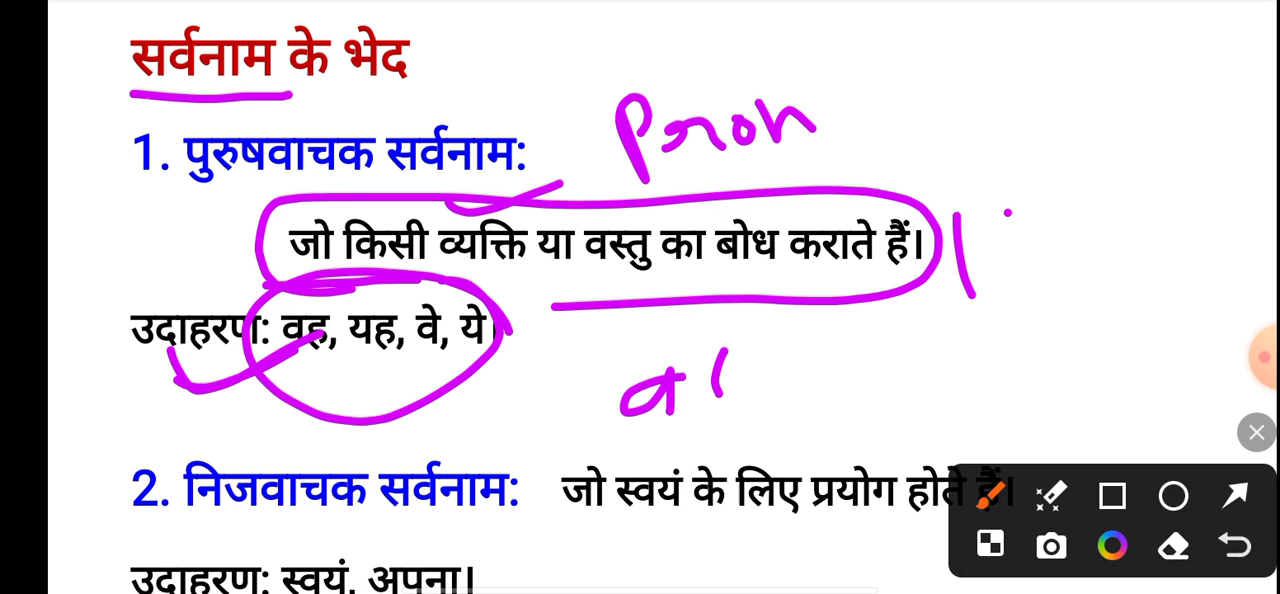 सर्वनाम के भेद
1. पुरुषवाचक सर्वनाम:
Pron
जो किसी व्यक्ति या वस्तु का बोध कराते हैं।
उदाहरण: वह, यह, वे, ये।
2. निजवाचक सर्वनाम: जो स्वयं के लिए प्रयोग होते हैं।
उदाहरण: स्वयं, अपना।